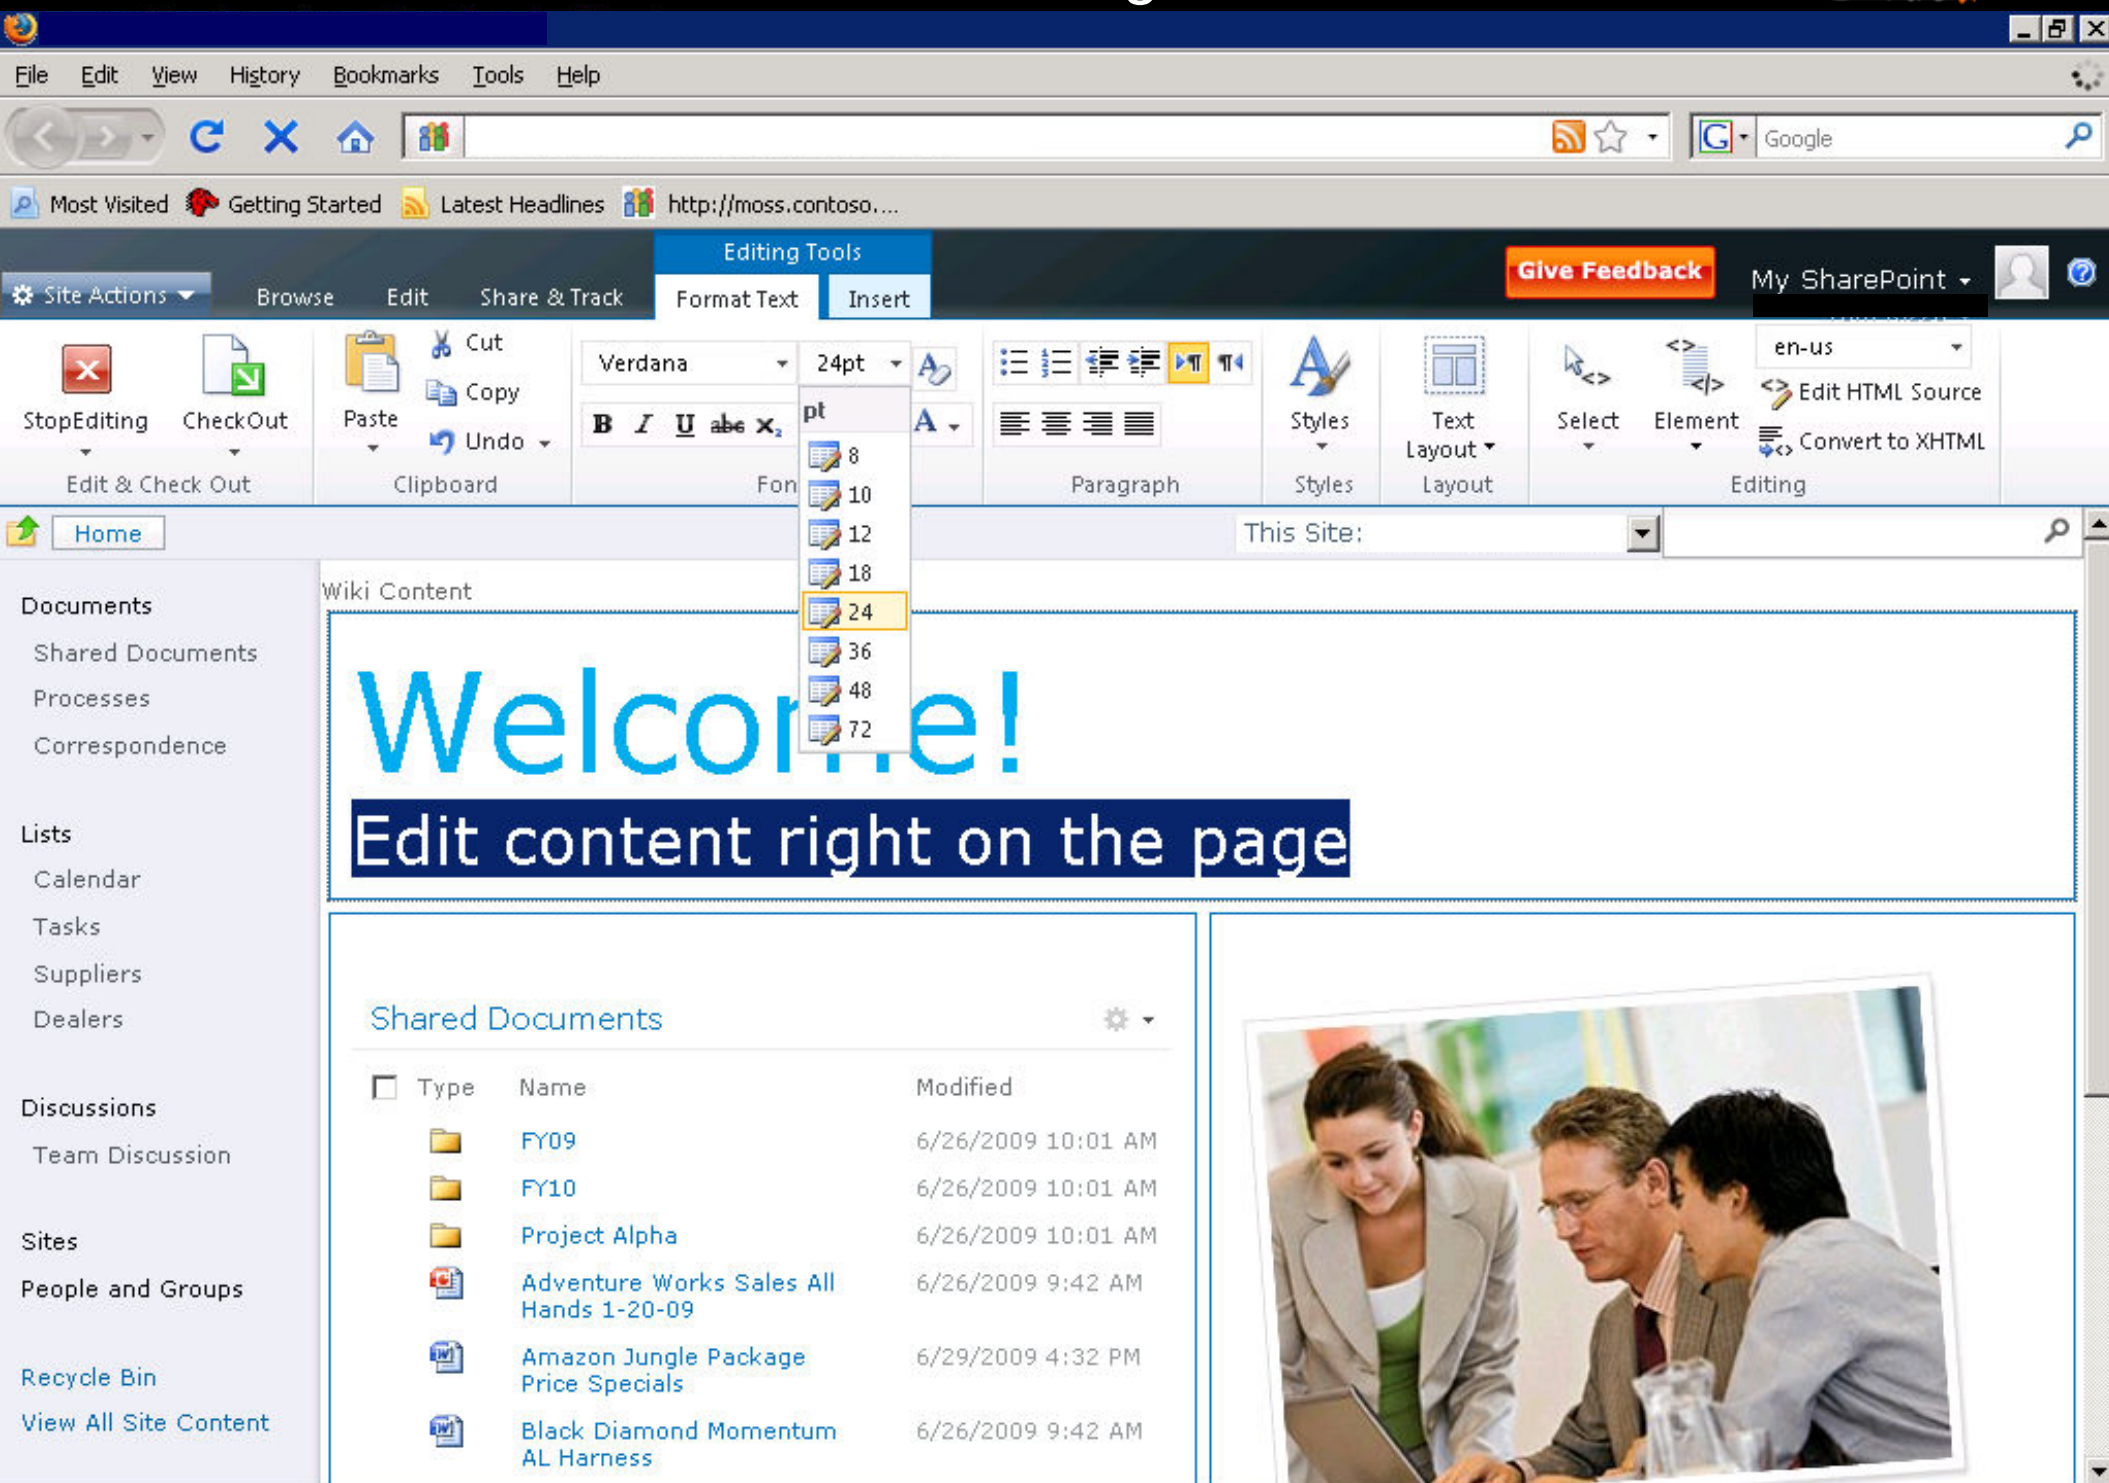 File Edit View History Bookmarks Tools Help
Google
Most Visited Getting Started Latest Headlines http://moss.contoso....
Editing Tools
Give Feedback
My SharePoint
Site Actions Browse Edit Share & Track Format Text Insert
Cut
Verdana 24pt
en-us
Copy
Edit HTML Source
StopEditing CheckOut Paste
B I U abc x₂ pt A
Styles Text Layout Select Element
Undo
Convert to XHTML
8
Edit & Check Out Clipboard Fon Paragraph Styles Layout Editing
10
12
18
24
36
48
72
Home
This Site:
Documents
Shared Documents
Processes
Correspondence
Lists
Calendar
Tasks
Suppliers
Dealers
Discussions
Team Discussion
Sites
People and Groups
Recycle Bin
View All Site Content
Wiki Content
Welcome!
Edit content right on the page
Shared Documents
Type Name Modified
FY09 6/26/2009 10:01 AM
FY10 6/26/2009 10:01 AM
Project Alpha 6/26/2009 10:01 AM
Adventure Works Sales All 6/26/2009 9:42 AM
Hands 1-20-09
Amazon Jungle Package 6/29/2009 4:32 PM
Price Specials
Black Diamond Momentum 6/26/2009 9:42 AM
AL Harness